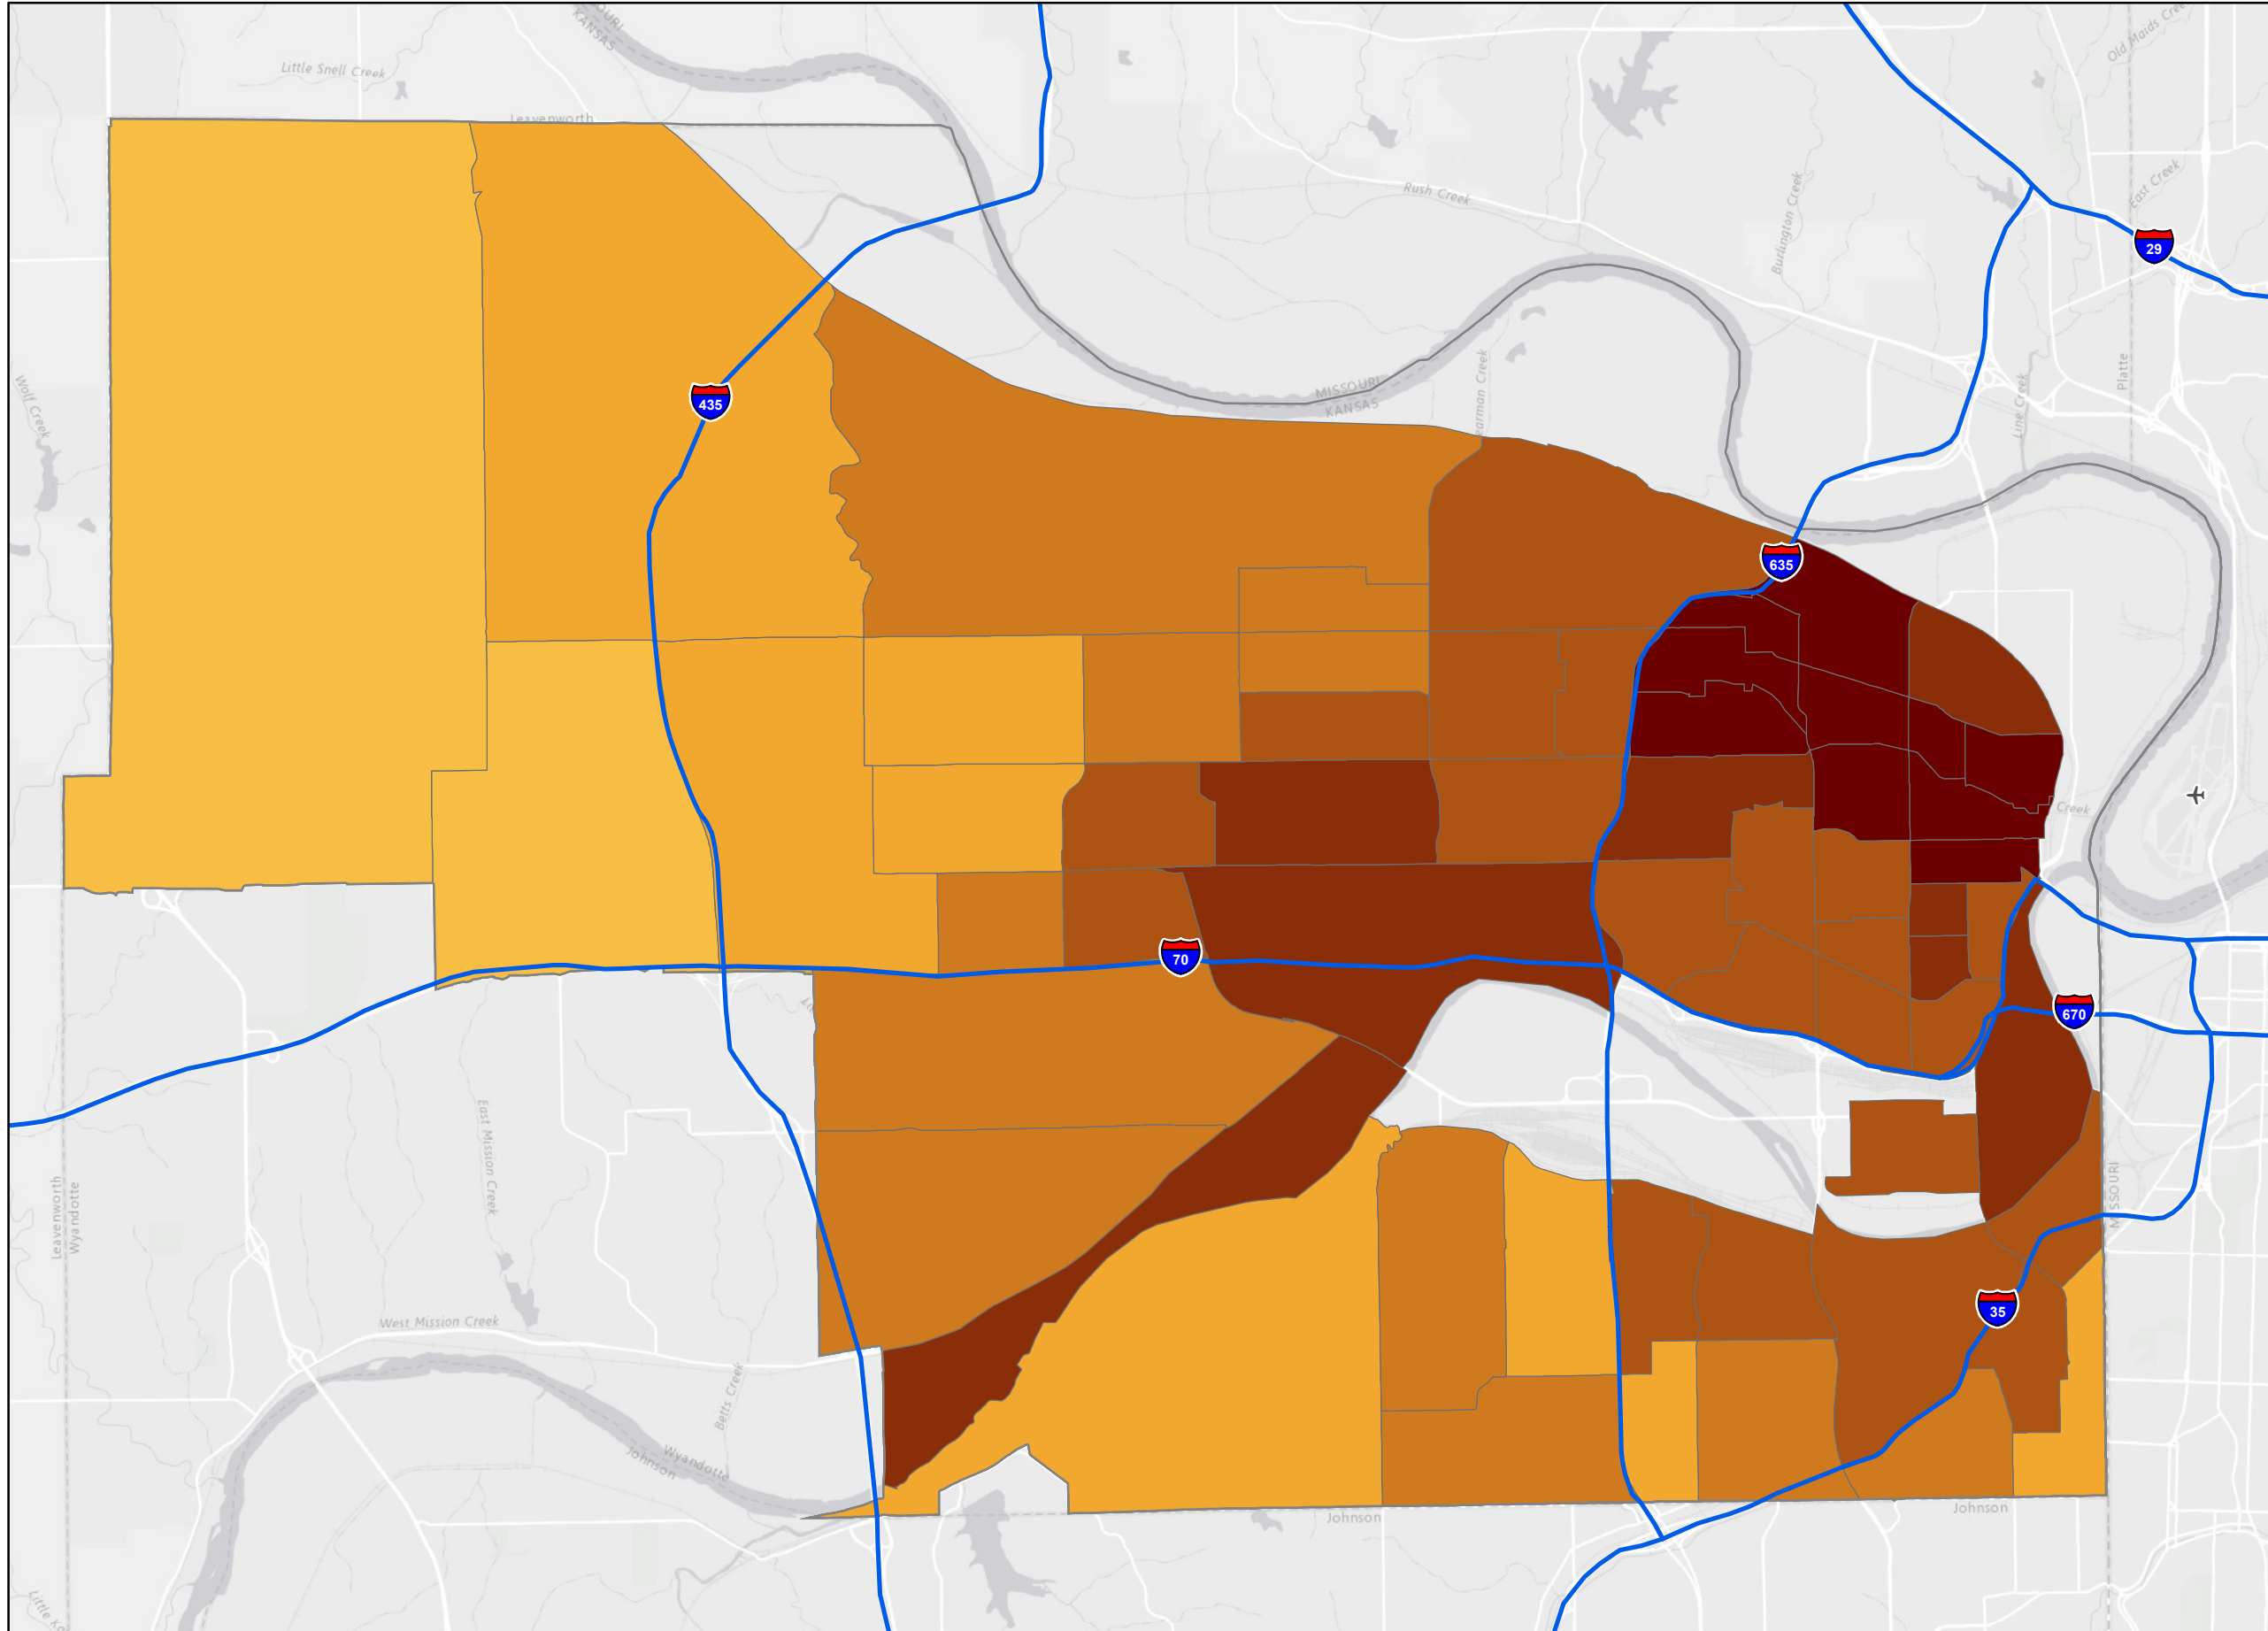 MISSOURI
KANSAS
Old Maids Creek
Little Snell Creek
Leavenworth
Rush Creek
East Creek
Burlington Creek
29
Platte
MISSOURI
KANSAS
435
Line Creek
Wolf Creek
635
Creek
70
670
East Mission Creek
Leavenworth
Wyandotte
MISSOURI
West Mission Creek
35
Betts Creek
Wyandotte
Johnson
Johnson
Johnson